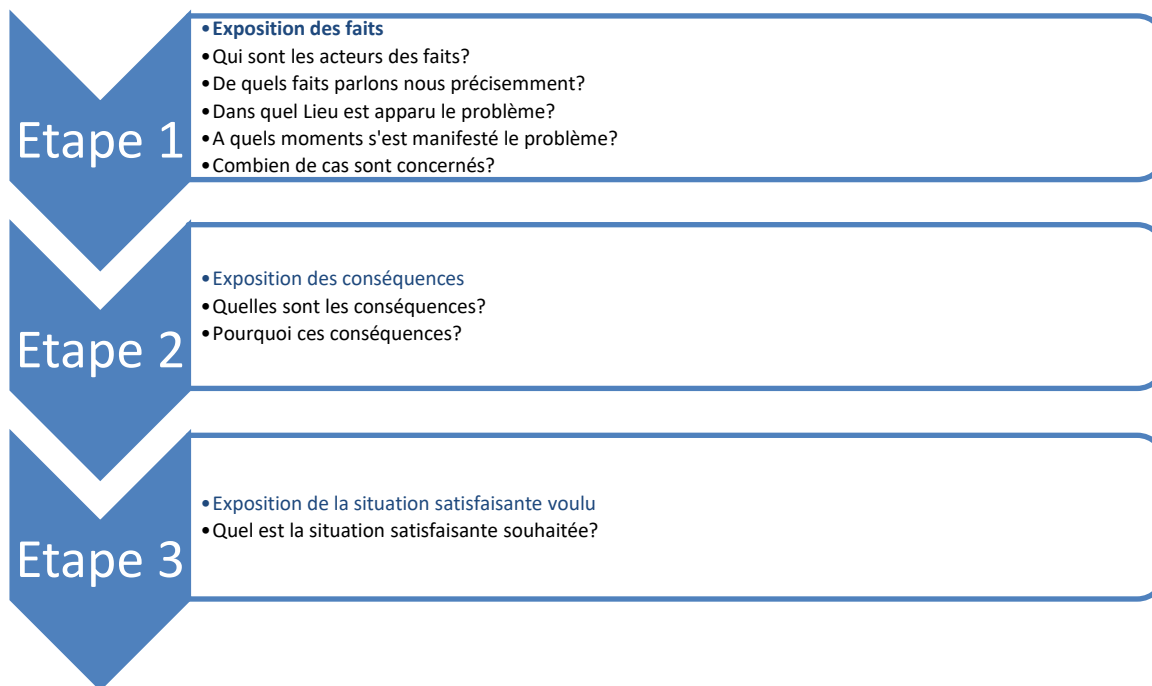 Etape 1
•Exposition des faits
•Qui sont les acteurs des faits?
•De quels faits parlons nous précisemment?
•Dans quel Lieu est apparu le problème?
•A quels moments s'est manifesté le problème?
•Combien de cas sont concernés?
Etape 2
•Exposition des conséquences
•Quelles sont les conséquences?
•Pourquoi ces conséquences?
Etape 3
•Exposition de la situation satisfaisante voulu
•Quel est la situation satisfaisante souhaitée?